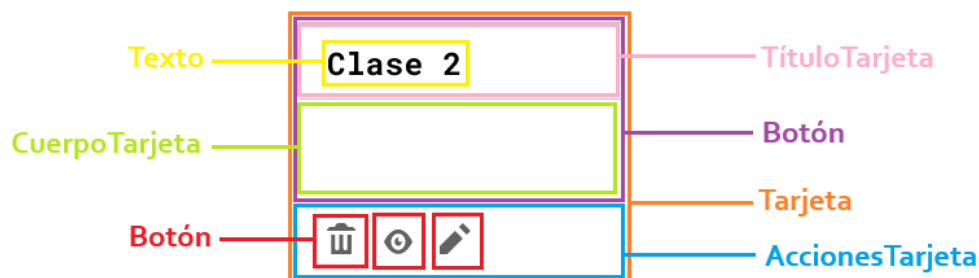 Texto
Clase 2
TítuloTarjeta
CuerpoTarjeta
Botón
Tarjeta
Botón
AccionesTarjeta